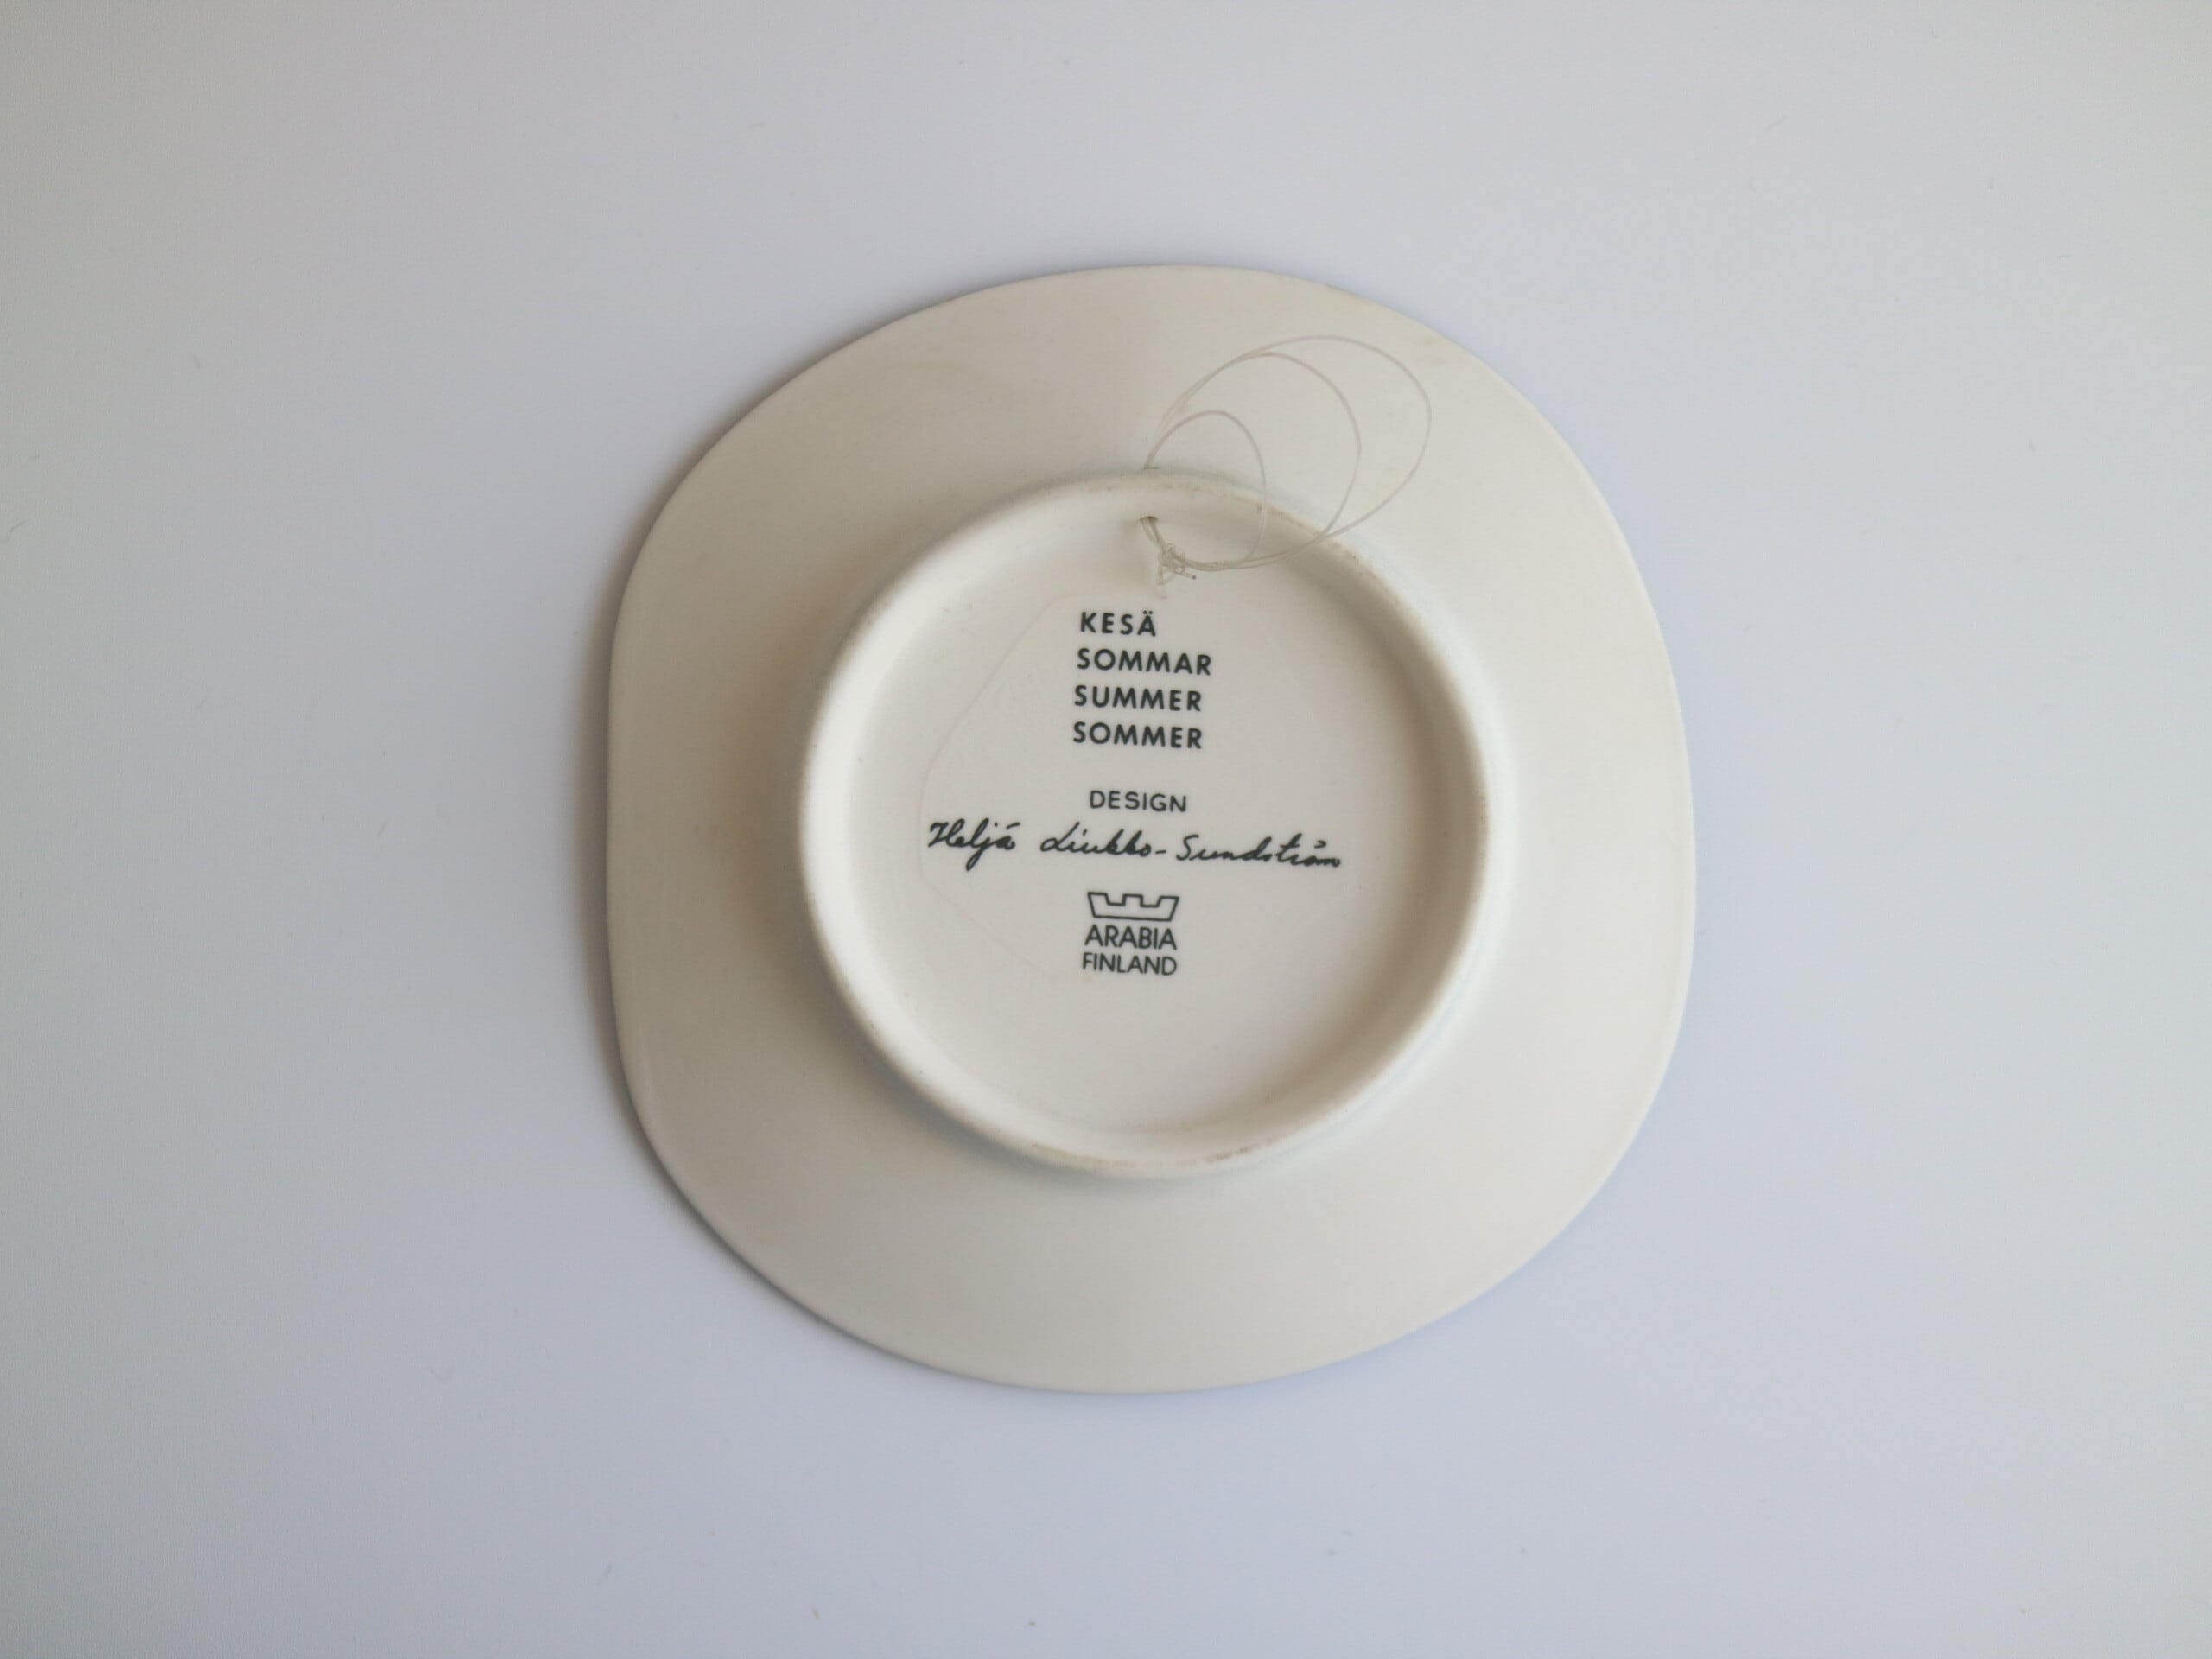 KESÄ
SOMMAR
SUMMER
SOMMER
DESIGN
Heljä Liukko-Sundström
ARABIA
FINLAND